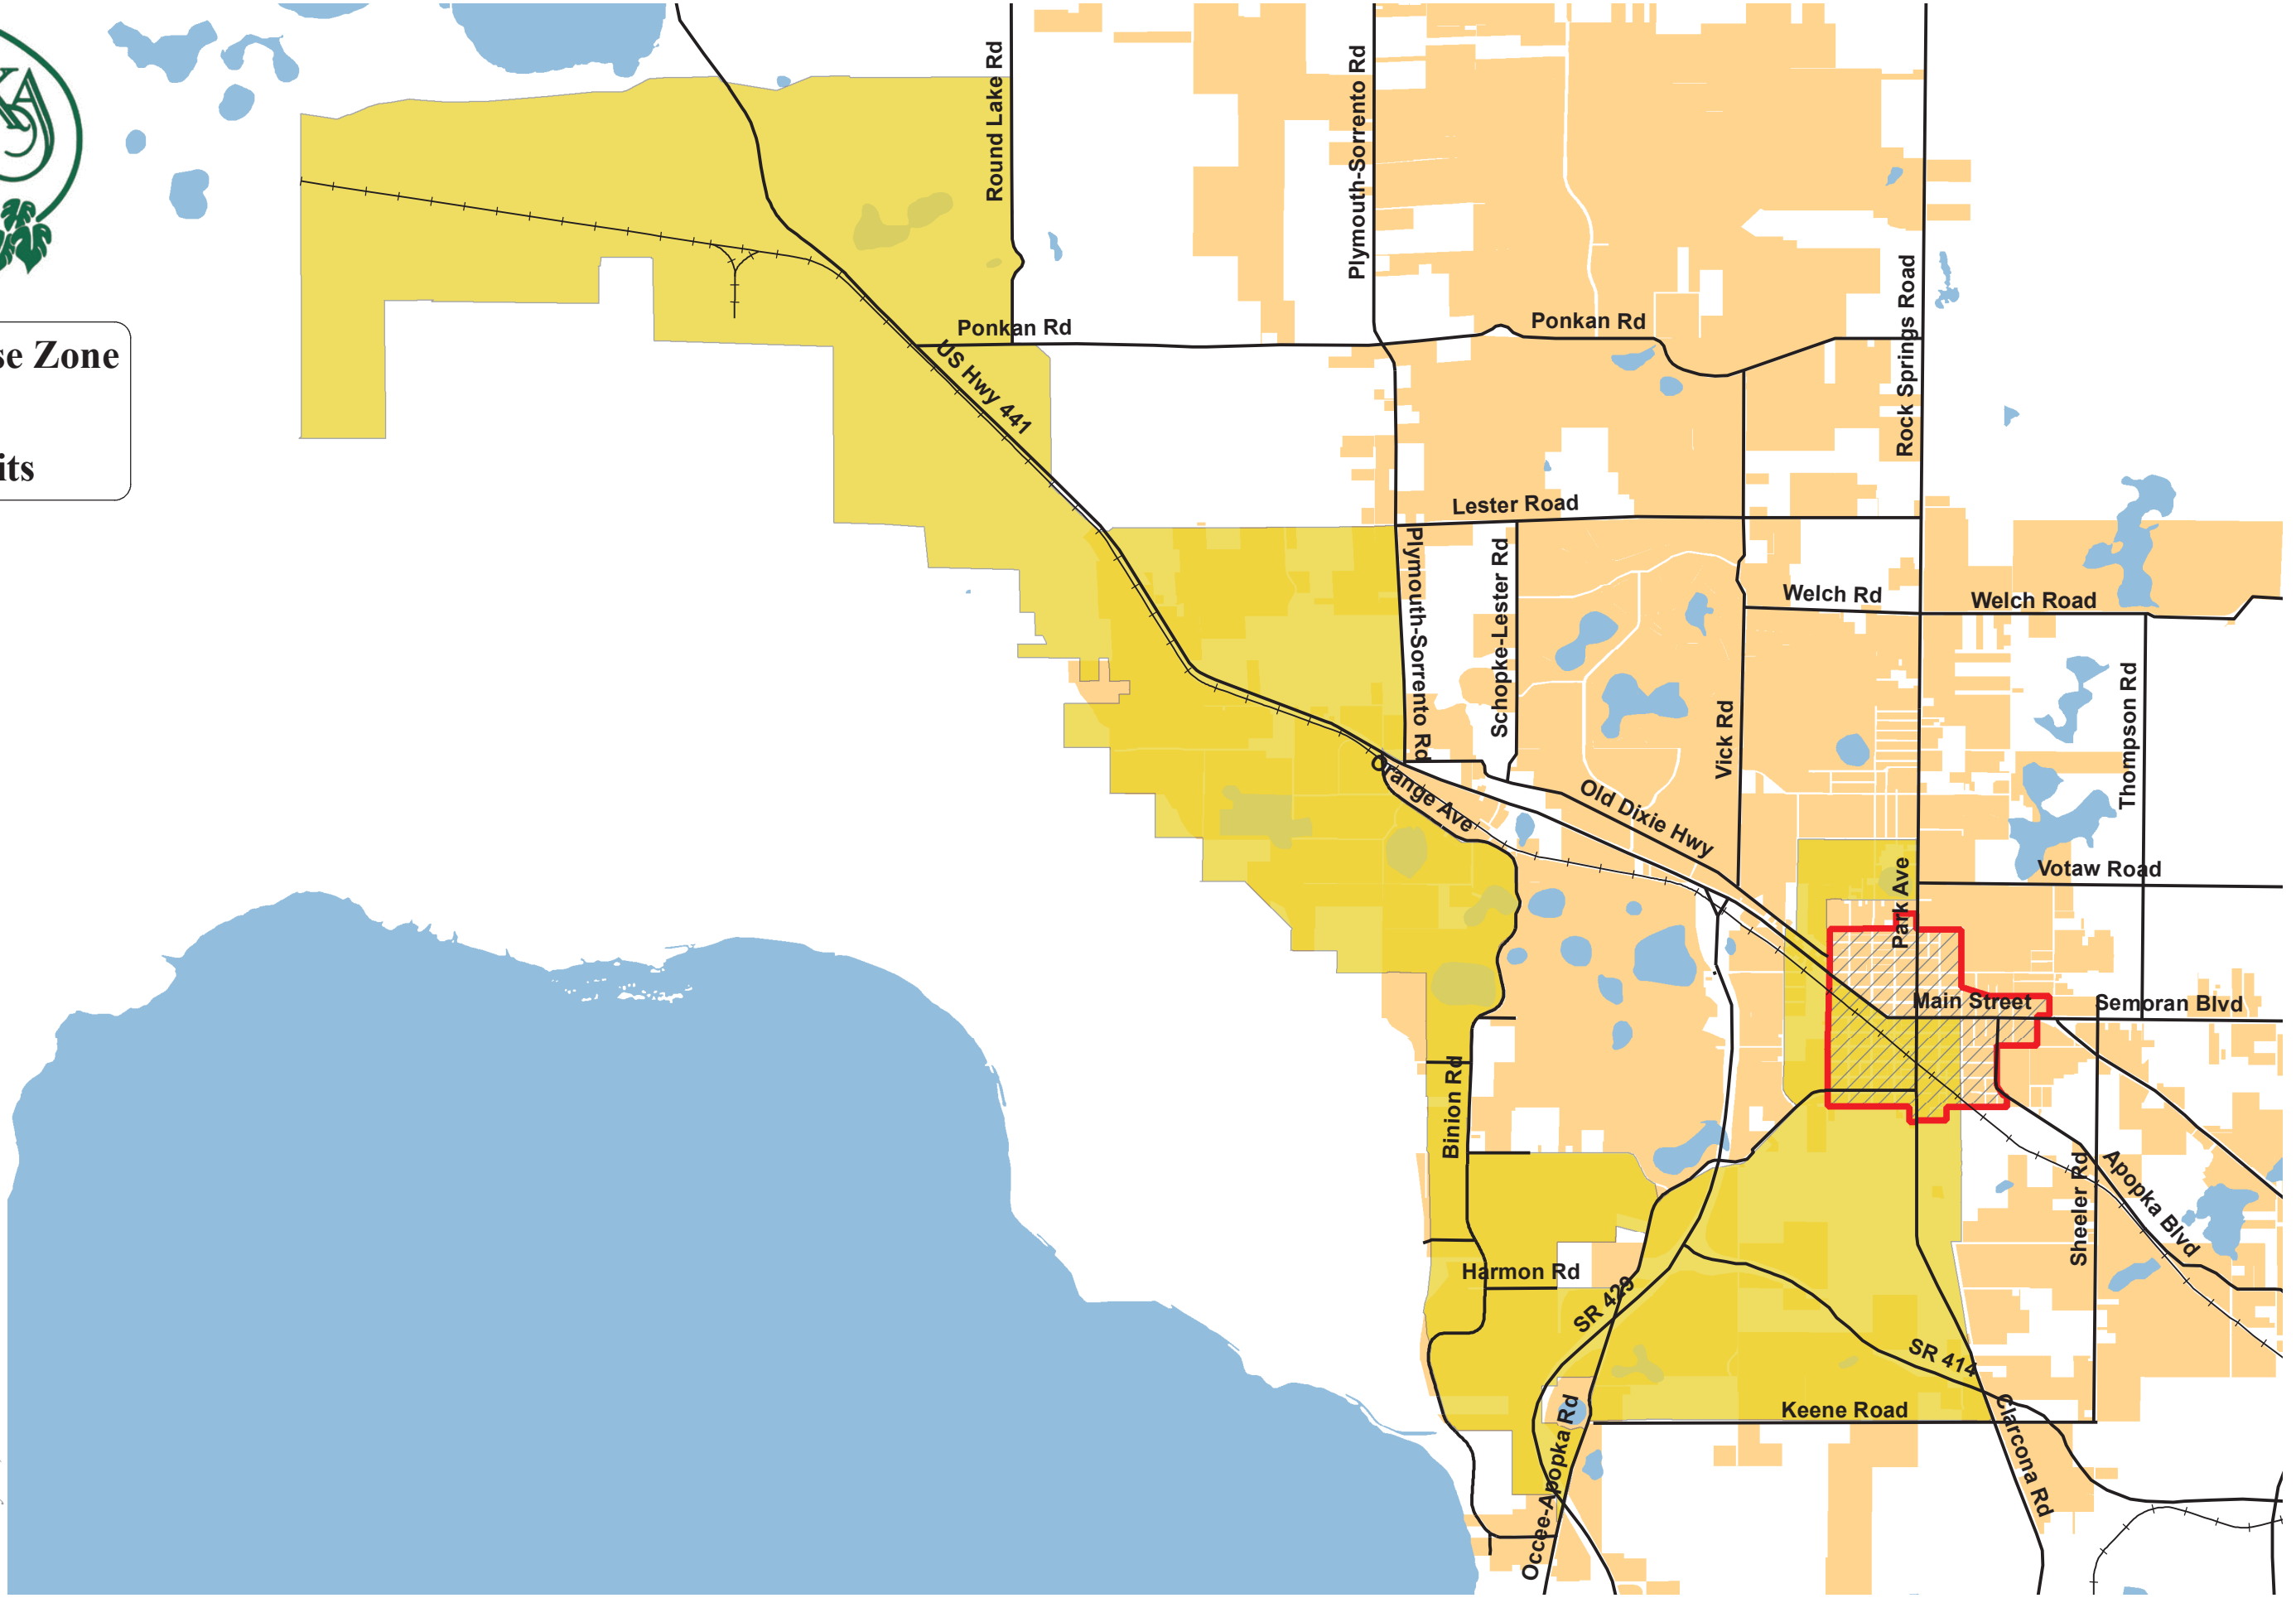 se Zone
its
Round Lake Rd
Plymouth-Sorrento Rd
Ponkan Rd
Ponkan Rd
Rock Springs Road
US Hwy 441
Lester Road
Plymouth-Sorrento Rd
Schopke-Lester Rd
Welch Rd
Welch Road
Vick Rd
Thompson Rd
Orange Ave
Old Dixie Hwy
Park Ave
Votaw Road
Main Street
Semoran Blvd
Binion Rd
Sheeler Rd
Apopka Blvd
Harmon Rd
SR 429
SR 414
Keene Road
Clarcona Rd
Occee-Apopka Rd